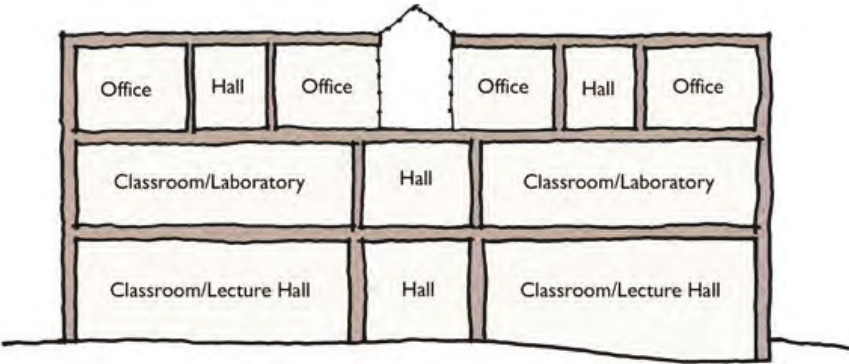 Office
Hall
Office
Office
Hall
Office
Classroom/Laboratory
Hall
Classroom/Laboratory
Classroom/Lecture Hall
Hall
Classroom/Lecture Hall